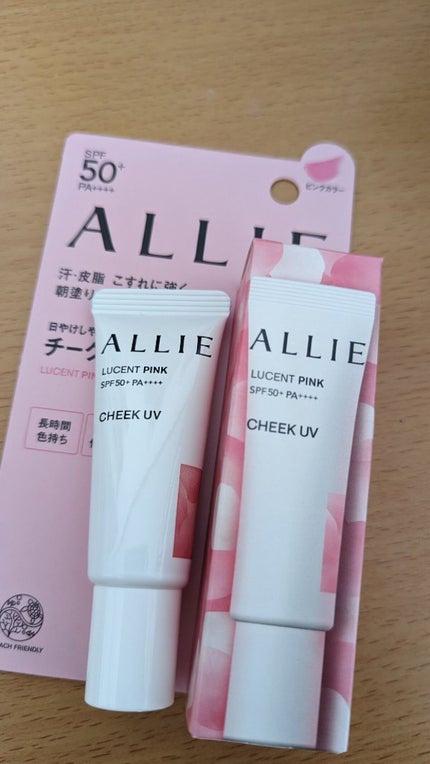 SPF
50+
PA++++
ピンクカラー
ALLIE
汗・皮脂 こすれに強く
朝塗り
日やけしや
チーク
LUCENT PIN
長時間
色持ち
ALLIE
LUCENT PINK
SPF50+ PA++++
CHEEK UV
ALLIE
LUCENT PINK
SPF50+ PA++++
CHEEK UV
ACH FRIENDLY